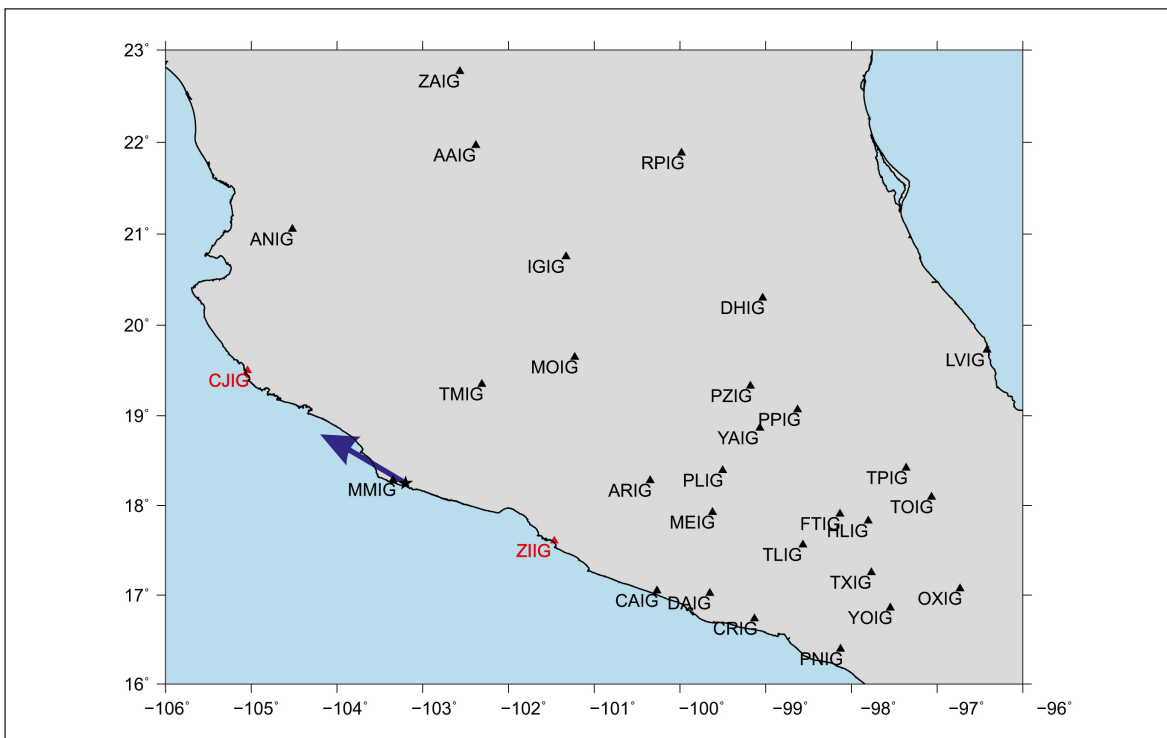 23°
ZAIG
22°
AAIG
RPIG
21°
ANIG
IGIG
DHIG
20°
LVIG
MOIG
CJIG
TMIG
PZIG
PPIG
19°
YAIG
PLIG
TPIG
MMIG
ARIG
TOIG
18°
MEIG
FTIG
HLIG
ZIIG
TLIG
TXIG
17°
CAIG
DAIG
OXIG
YOIG
CRIG
PNIG
16°
−106° −105° −104° −103° −102° −101° −100° −99° −98° −97° −96°